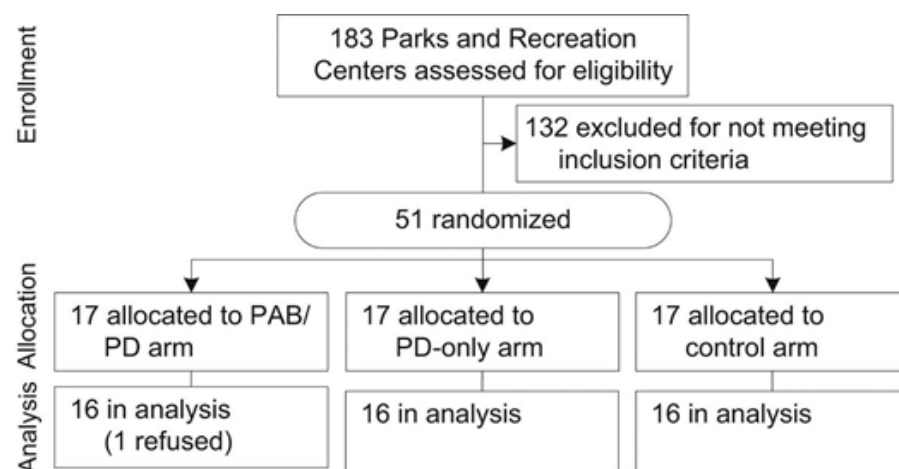 Enrollment
183 Parks and Recreation
Centers assessed for eligibility
132 excluded for not meeting
inclusion criteria
51 randomized
Allocation
17 allocated to PAB/
PD arm
17 allocated to
PD-only arm
17 allocated to
control arm
Analysis
16 in analysis
(1 refused)
16 in analysis
16 in analysis